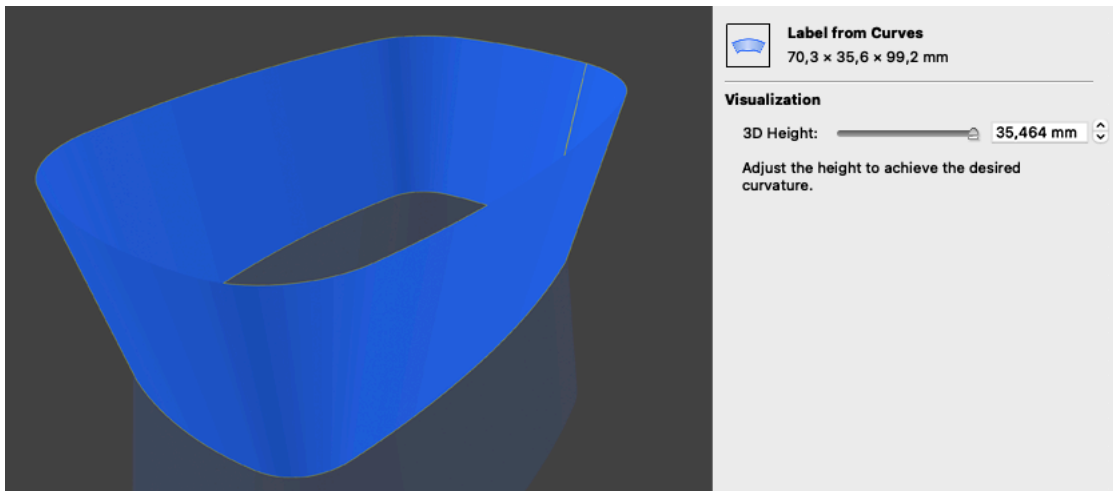 Label from Curves
70,3 × 35,6 × 99,2 mm
Visualization
3D Height: 35,464 mm
Adjust the height to achieve the desired
curvature.